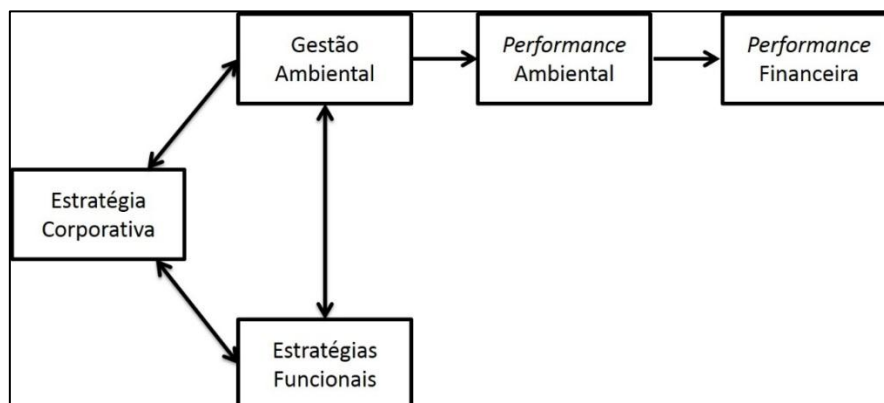 Gestão
Ambiental
Performance
Ambiental
Performance
Financeira
Estratégia
Corporativa
Estratégias
Funcionais